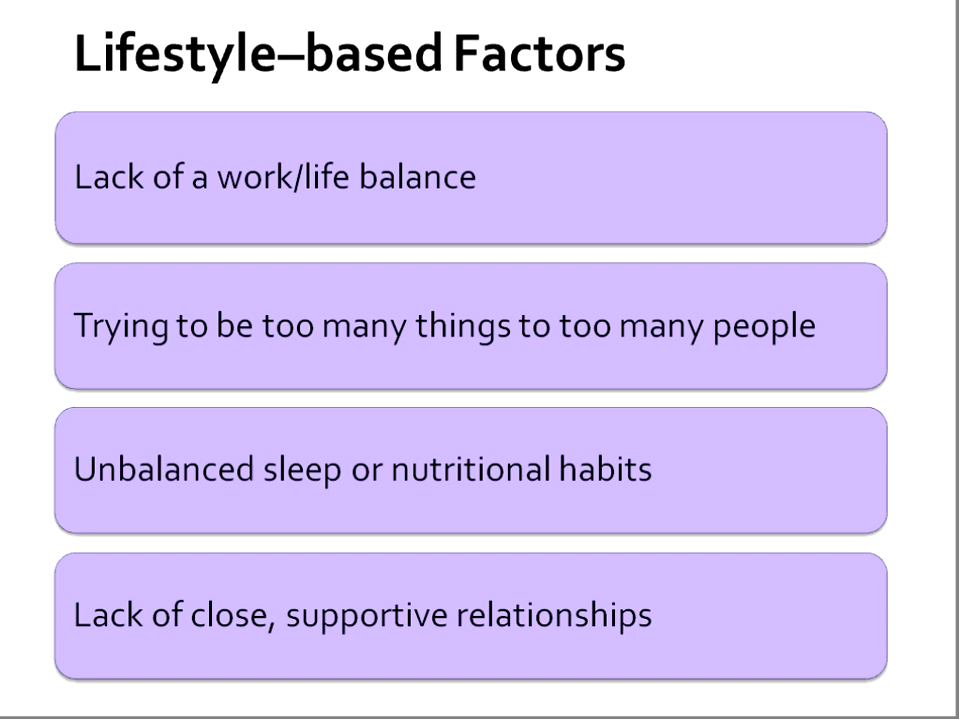 Lifestyle–based Factors
Lack of a work/life balance
Trying to be too many things to too many people
Unbalanced sleep or nutritional habits
Lack of close, supportive relationships